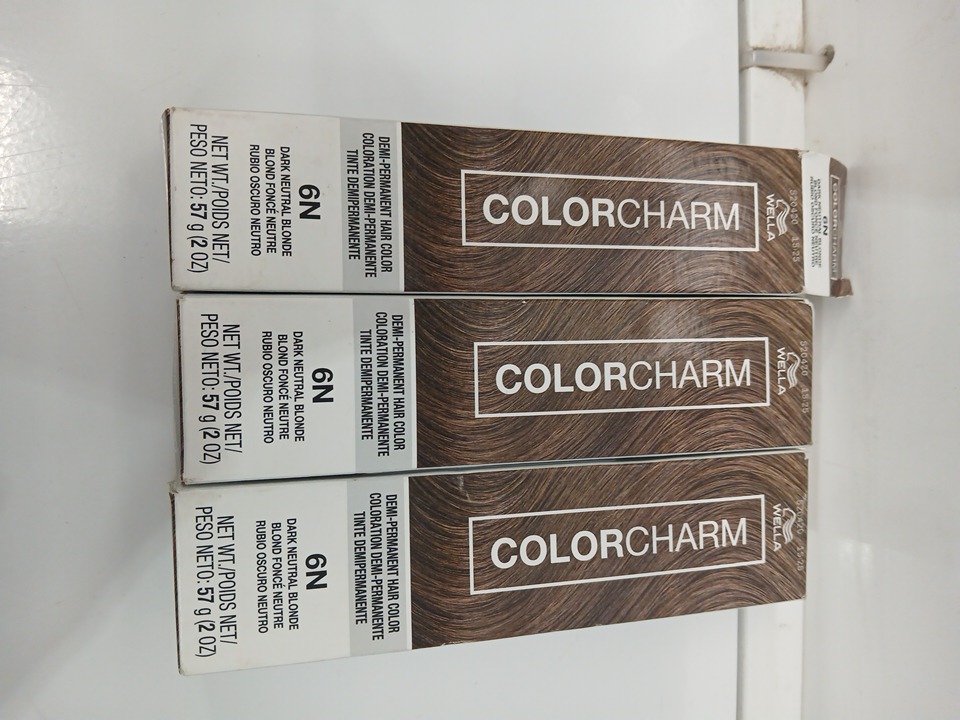 COLORCHARM
8N
WELLA
COLORCHARM
DEMI-PERMANENT HAIR COLOR
COLORATION DEMI-PERMANENTE
TINTE DEMIPERMANENTE
6N
DARK NEUTRAL BLONDE
BLOND FONCÉ NEUTRE
RUBIO OSCURO NEUTRO
NET WT./POIDS NET/
PESO NETO: 57 g (2 OZ)
WELLA
COLORCHARM
DEMI-PERMANENT HAIR COLOR
COLORATION DEMI-PERMANENTE
TINTE DEMIPERMANENTE
6N
DARK NEUTRAL BLONDE
BLOND FONCÉ NEUTRE
RUBIO OSCURO NEUTRO
NET WT./POIDS NET/
PESO NETO: 57 g (2 OZ)
WELLA
COLORCHARM
DEMI-PERMANENT HAIR COLOR
COLORATION DEMI-PERMANENTE
TINTE DEMIPERMANENTE
6N
DARK NEUTRAL BLONDE
BLOND FONCÉ NEUTRE
RUBIO OSCURO NEUTRO
NET WT./POIDS NET/
PESO NETO: 57 g (2 OZ)